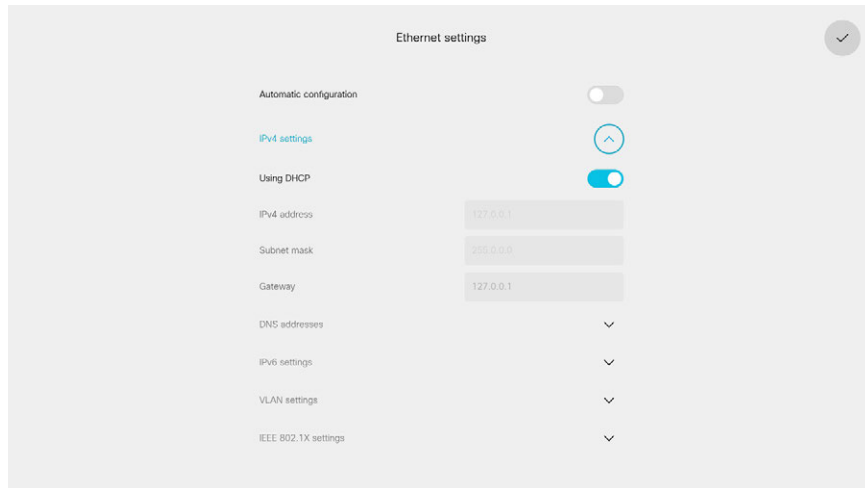 Ethernet settings
Automatic configuration
IPv4 settings
Using DHCP
IPv4 address 127.0.0.1
Subnet mask 255.0.0.0
Gateway 127.0.0.1
DNS addresses
IPv6 settings
VLAN settings
IEEE 802.1X settings